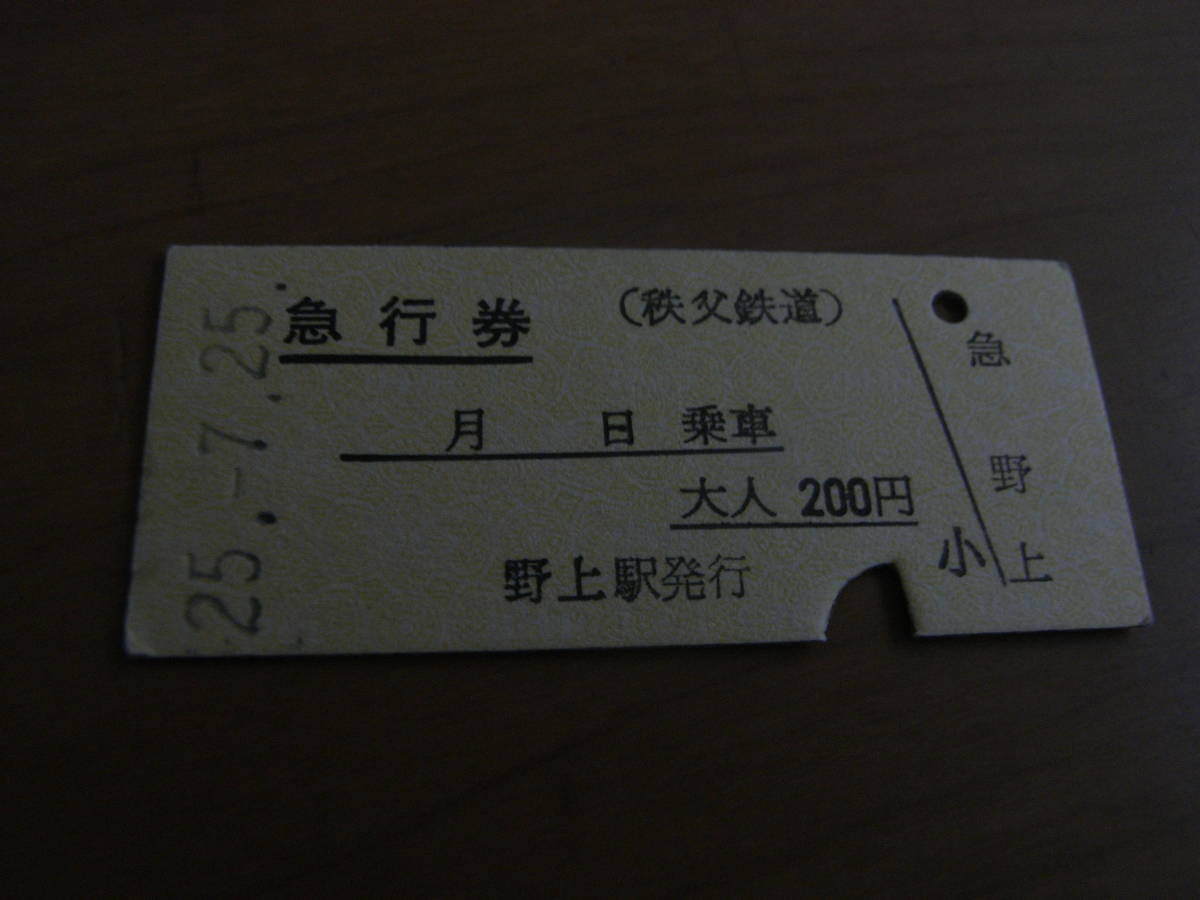 25.-7.25.
急行券 (秩父鉄道)
月 日 乗車
大人 200円
野上駅発行
小
急
野
上